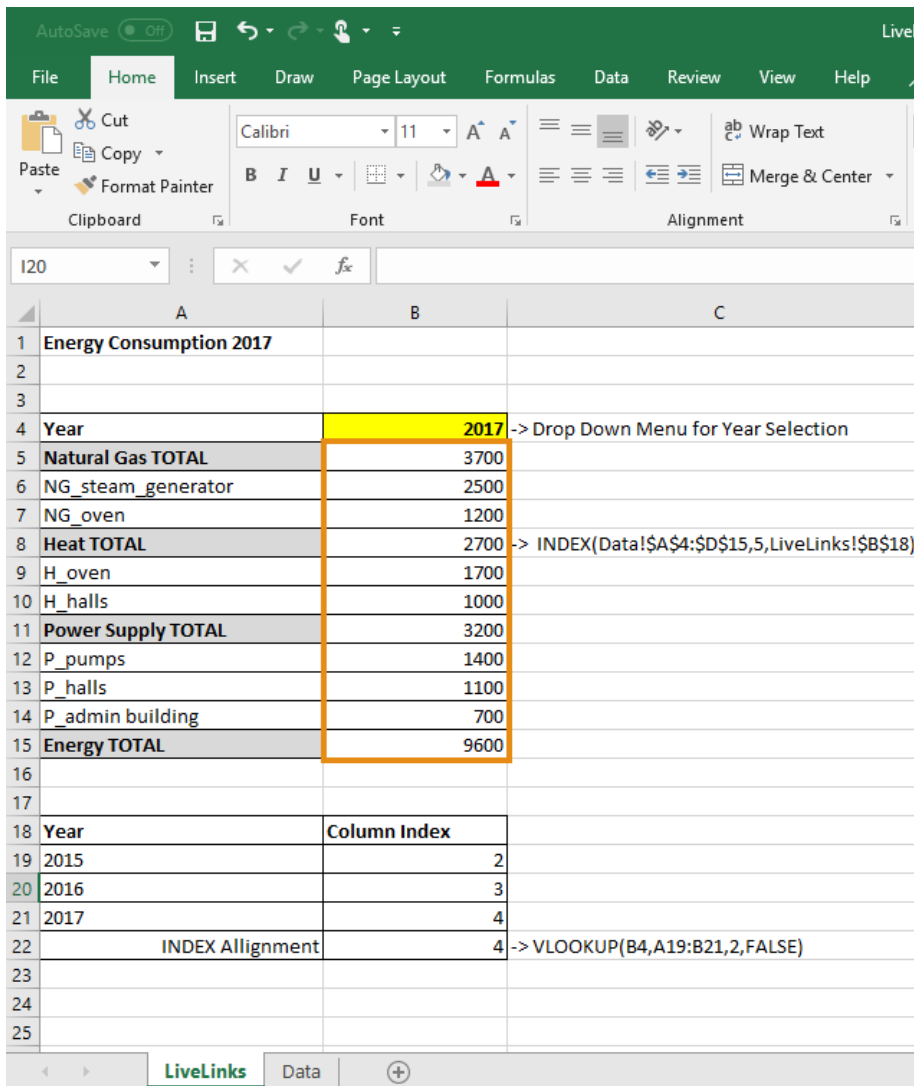 AutoSave Off Livel
File Home Insert Draw Page Layout Formulas Data Review View Help
Cut
Copy
Format Painter
Paste
Calibri 11 A A
B I U A
ab Wrap Text
Merge & Center
Clipboard Font Alignment
I20 fx
A B C
1 Energy Consumption 2017
2
3
4 Year 2017 -> Drop Down Menu for Year Selection
5 Natural Gas TOTAL 3700
6 NG_steam_generator 2500
7 NG_oven 1200
8 Heat TOTAL 2700 -> INDEX(Data!$A$4:$D$15,5,LiveLinks!$B$18)
9 H_oven 1700
10 H_halls 1000
11 Power Supply TOTAL 3200
12 P_pumps 1400
13 P_halls 1100
14 P_admin building 700
15 Energy TOTAL 9600
16
17
18 Year Column Index
19 2015 2
20 2016 3
21 2017 4
22 INDEX Allignment 4 -> VLOOKUP(B4,A19:B21,2,FALSE)
23
24
25
LiveLinks Data